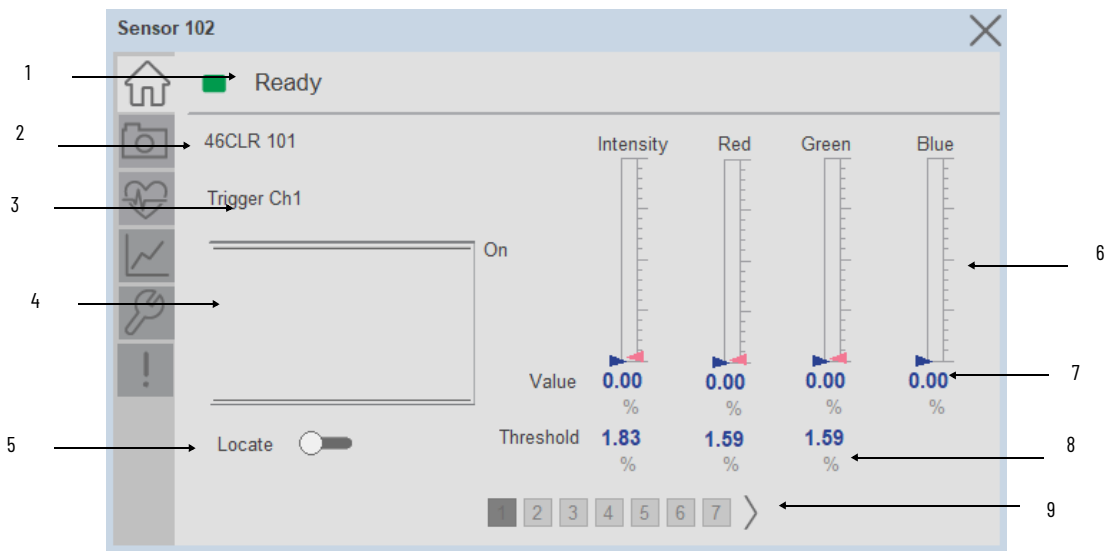 Sensor 102
1
Ready
2
46CLR 101
Intensity Red Green Blue
3
Trigger Ch1
On
6
4
Value 0.00 0.00 0.00 0.00
7
% % % %
5
Locate
Threshold 1.83 1.59 1.59
8
% % %
1 2 3 4 5 6 7
9